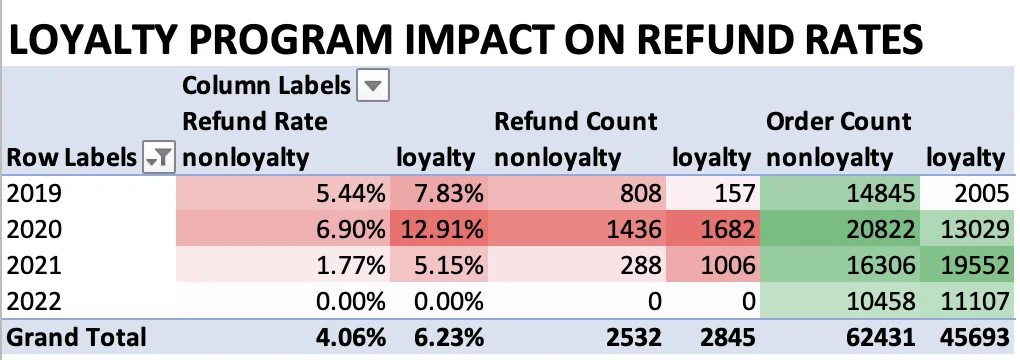 LOYALTY PROGRAM IMPACT ON REFUND RATES
Column Labels
Refund Rate Refund Count Order Count
Row Labels nonloyalty loyalty nonloyalty loyalty nonloyalty loyalty
2019 5.44% 7.83% 808 157 14845 2005
2020 6.90% 12.91% 1436 1682 20822 13029
2021 1.77% 5.15% 288 1006 16306 19552
2022 0.00% 0.00% 0 0 10458 11107
Grand Total 4.06% 6.23% 2532 2845 62431 45693